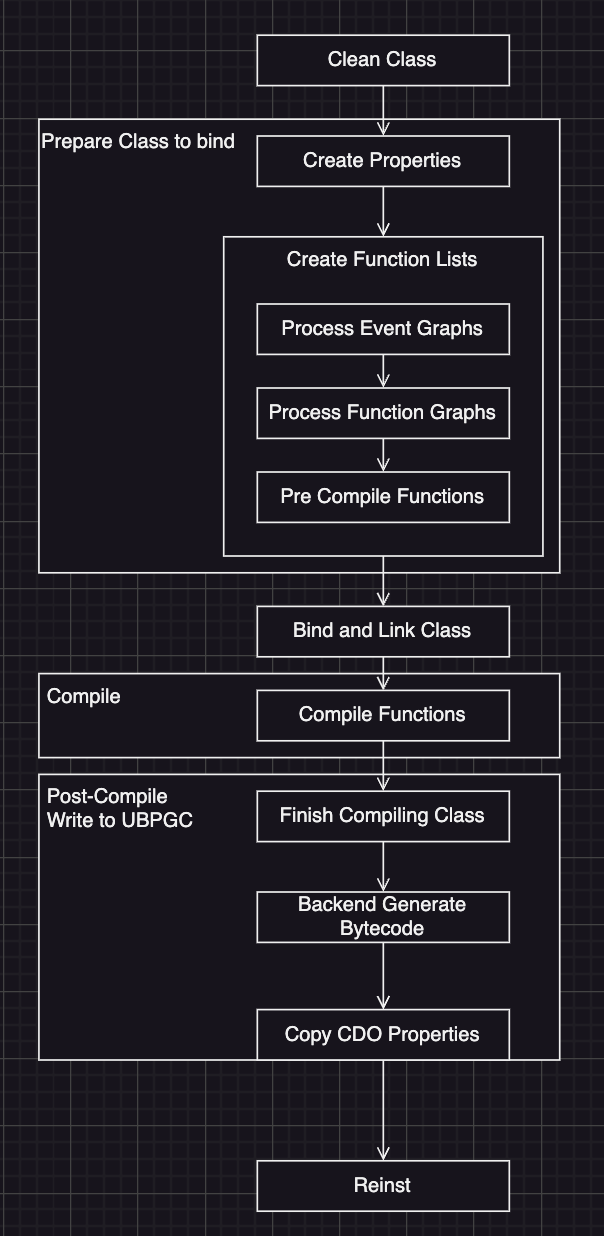 Clean Class
Prepare Class to bind
Create Properties
Create Function Lists
Process Event Graphs
Process Function Graphs
Pre Compile Functions
Bind and Link Class
Compile
Compile Functions
Post-Compile
Write to UBPGC
Finish Compiling Class
Backend Generate
Bytecode
Copy CDO Properties
Reinst